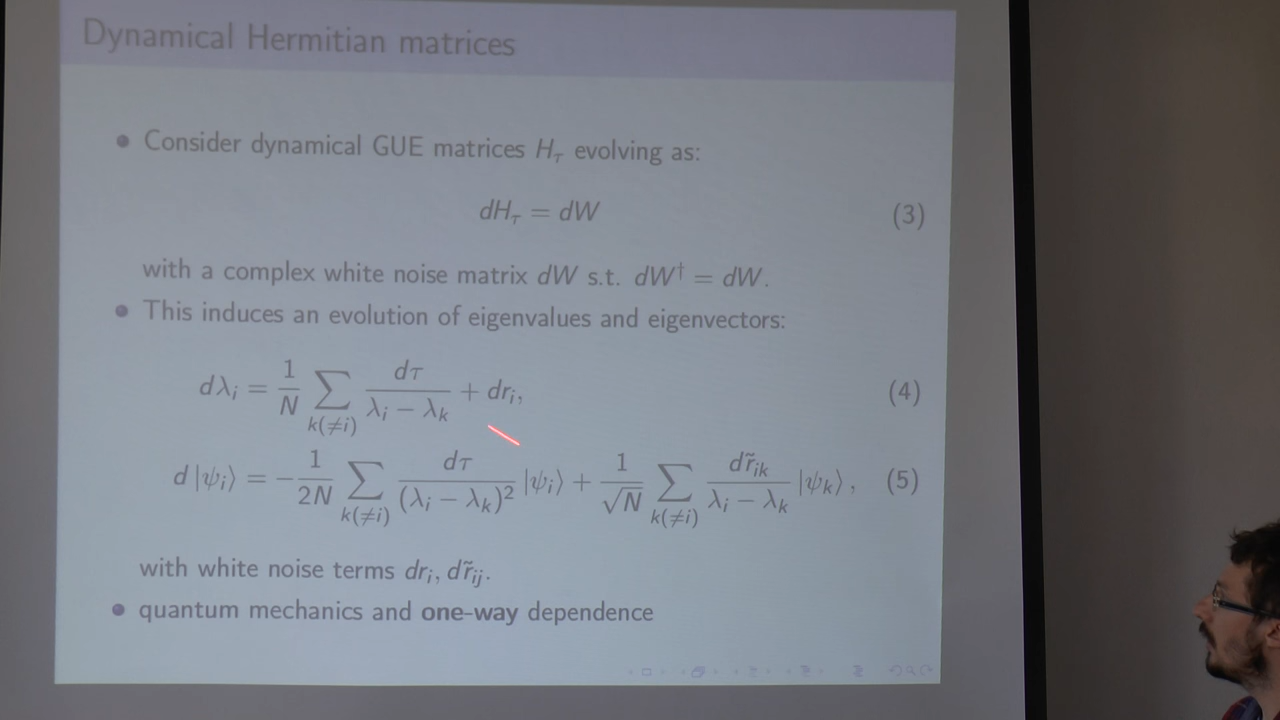 Dynamical Hermitian matrices
Consider dynamical GUE matrices H_τ evolving as:
dH_τ = dW (3)
with a complex white noise matrix dW s.t. dW† = dW.
This induces an evolution of eigenvalues and eigenvectors:
dλ_i = 1/N ∑_{k(≠i)} dτ/(λ_i − λ_k) + dr_i, (4)
d|ψ_i⟩ = −1/2N ∑_{k(≠i)} dτ/(λ_i − λ_k)² |ψ_i⟩ + 1/√N ∑_{k(≠i)} dr̃_ik/(λ_i − λ_k) |ψ_k⟩, (5)
with white noise terms dr_i, dr̃_ij.
quantum mechanics and one-way dependence